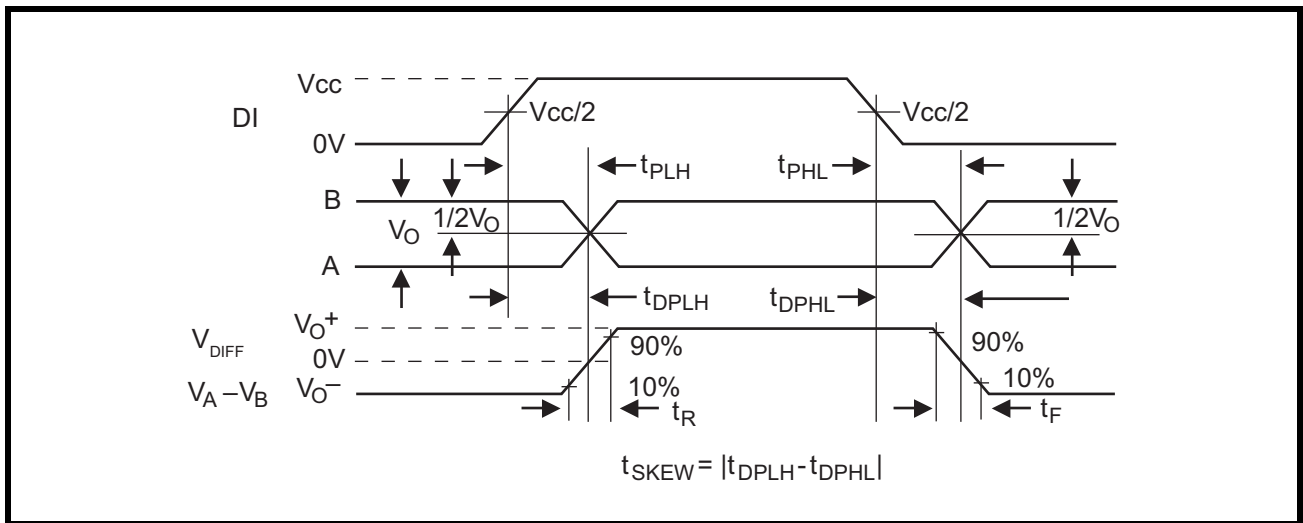 Vcc
DI
Vcc/2
Vcc/2
0V
tPLH
tPHL
B
VO
1/2VO
1/2VO
A
tDPLH
tDPHL
VO+
VDIFF
0V
90%
90%
VA –VB
VO–
10%
10%
tR
tF
tSKEW = |tDPLH - tDPHL|